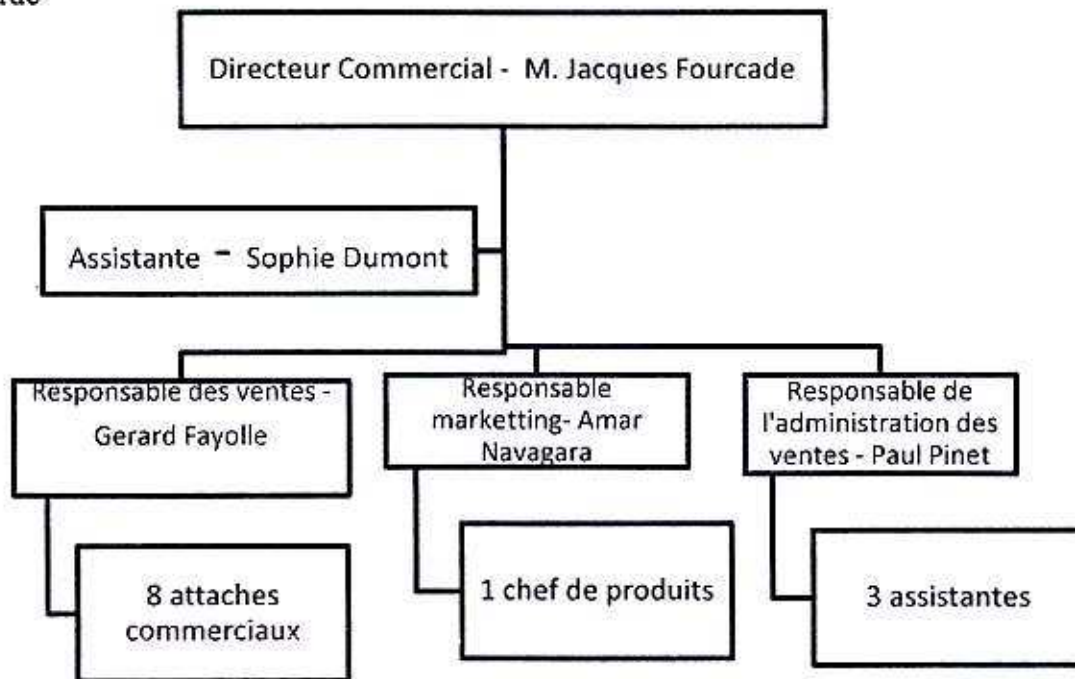 Directeur Commercial - M. Jacques Fourcade
Assistante - Sophie Dumont
Responsable des ventes -
Gerard Fayolle
Responsable
marketting- Amar
Navagara
Responsable de
l'administration des
ventes - Paul Pinet
8 attaches
commerciaux
1 chef de produits
3 assistantes